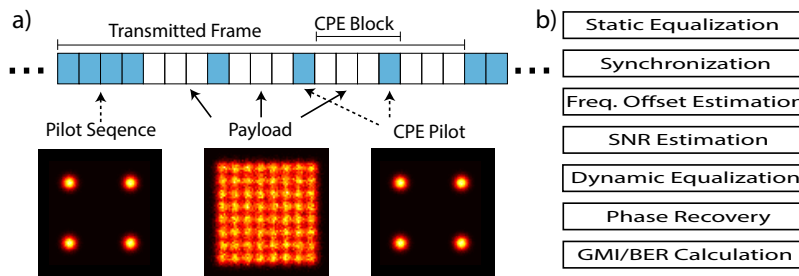 a)
Transmitted Frame
CPE Block
Pilot Seqence
Payload
CPE Pilot
b)
Static Equalization
Synchronization
Freq. Offset Estimation
SNR Estimation
Dynamic Equalization
Phase Recovery
GMI/BER Calculation